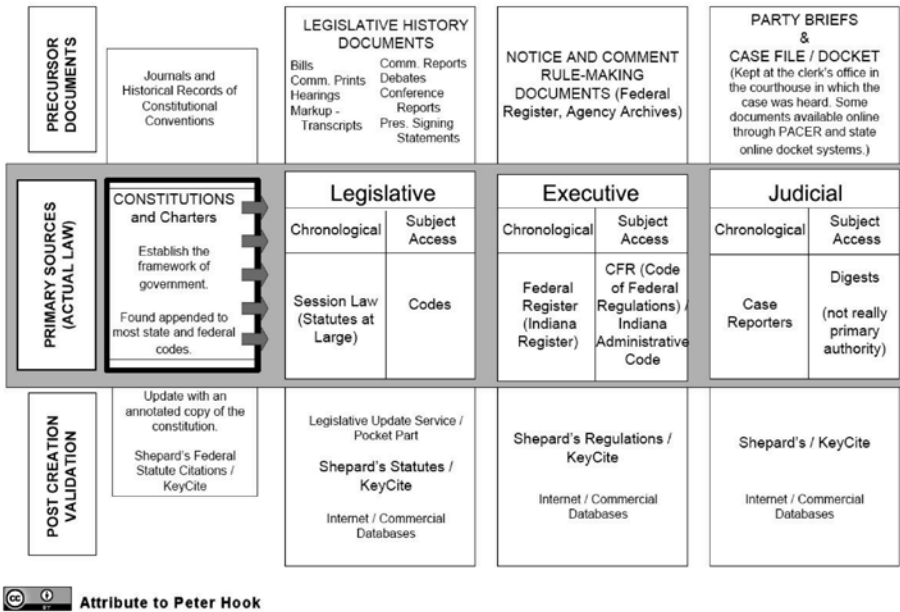 PRECURSOR
DOCUMENTS
Journals and
Historical Records of
Constitutional
Conventions
LEGISLATIVE HISTORY
DOCUMENTS
Bills
Comm. Prints
Hearings
Markup -
Transcripts
Comm. Reports
Debates
Conference
Reports
Pres. Signing
Statements
NOTICE AND COMMENT
RULE-MAKING
DOCUMENTS (Federal
Register, Agency Archives)
PARTY BRIEFS
&
CASE FILE / DOCKET
(Kept at the clerk's office in
the courthouse in which the
case was heard. Some
documents available online
through PACER and state
online docket systems.)
PRIMARY SOURCES
(ACTUAL LAW)
CONSTITUTIONS
and Charters
Establish the
framework of
government.
Found appended to
most state and federal
codes.
Legislative
Chronological
Subject
Access
Session Law
(Statutes at
Large)
Codes
Executive
Chronological
Subject
Access
Federal
Register
(Indiana
Register)
CFR (Code
of Federal
Regulations) /
Indiana
Administrative
Code
Judicial
Chronological
Subject
Access
Case
Reporters
Digests
(not really
primary
authority)
POST CREATION
VALIDATION
Update with an
annotated copy of the
constitution.
Shepard's Federal
Statute Citations /
KeyCite
Legislative Update Service /
Pocket Part
Shepard's Statutes /
KeyCite
Internet / Commercial
Databases
Shepard's Regulations /
KeyCite
Internet / Commercial
Databases
Shepard's / KeyCite
Internet / Commercial
Databases
cc
BY
Attribute to Peter Hook